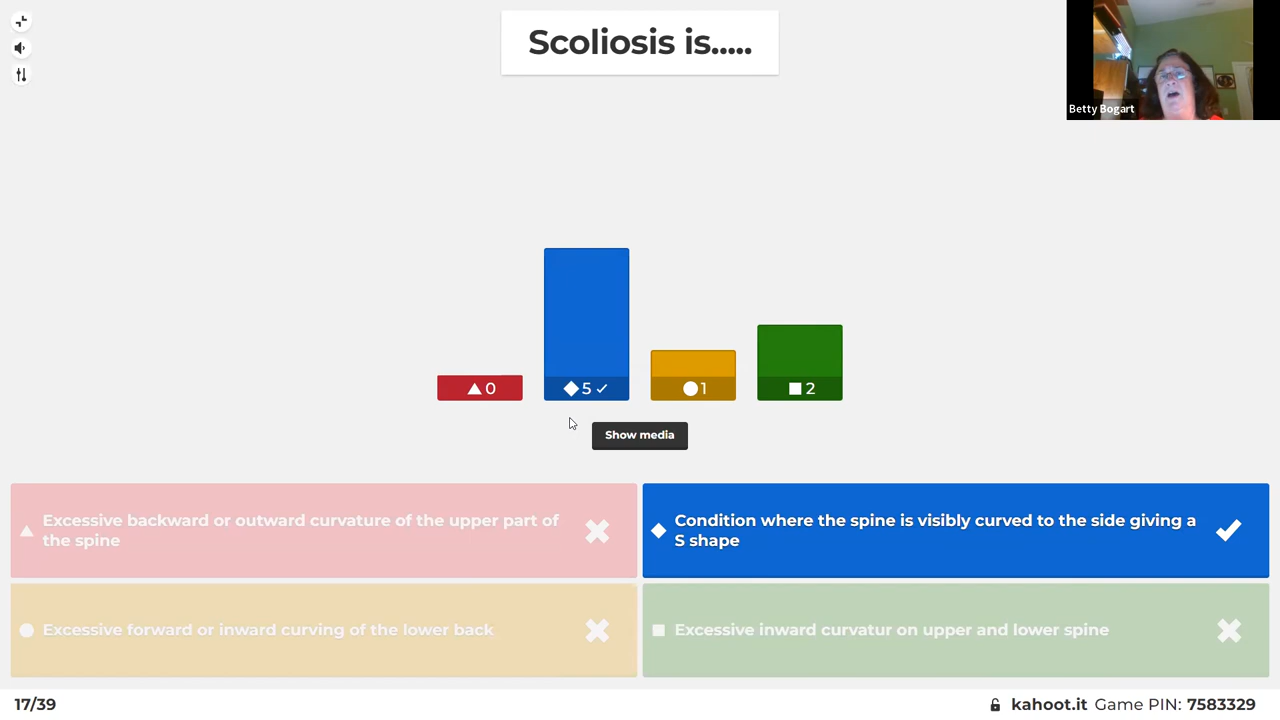 Scoliosis is.....
Betty Bogart
0
5
1
2
Show media
Excessive backward or outward curvature of the upper part of
the spine
Condition where the spine is visibly curved to the side giving a
S shape
Excessive forward or inward curving of the lower back
Excessive inward curvatur on upper and lower spine
17/39
kahoot.it Game PIN: 7583329